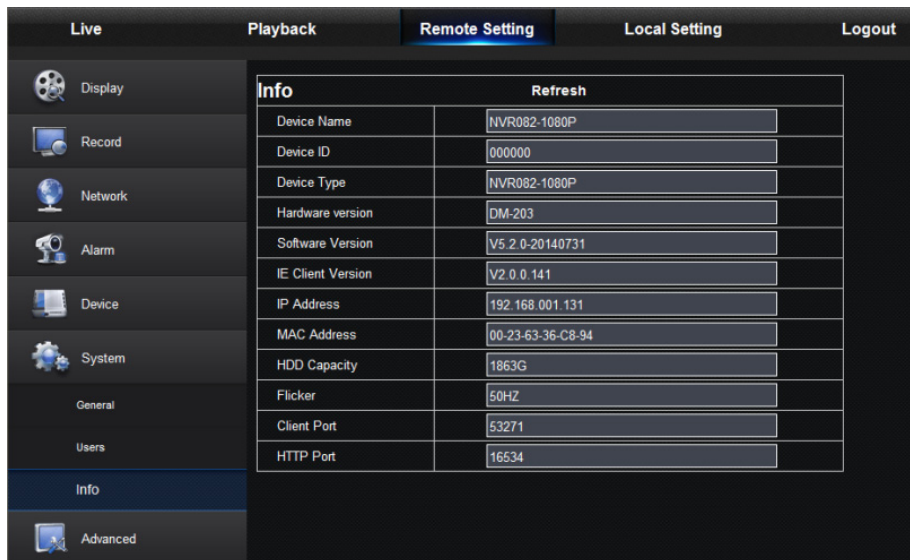 Live Playback Remote Setting Local Setting Logout
Display
Record
Network
Alarm
Device
System
General
Users
Info
Advanced
Info Refresh
Device Name NVR082-1080P
Device ID 000000
Device Type NVR082-1080P
Hardware version DM-203
Software Version V5.2.0-20140731
IE Client Version V2.0.0.141
IP Address 192.168.001.131
MAC Address 00-23-63-36-C8-94
HDD Capacity 1863G
Flicker 50HZ
Client Port 53271
HTTP Port 16534